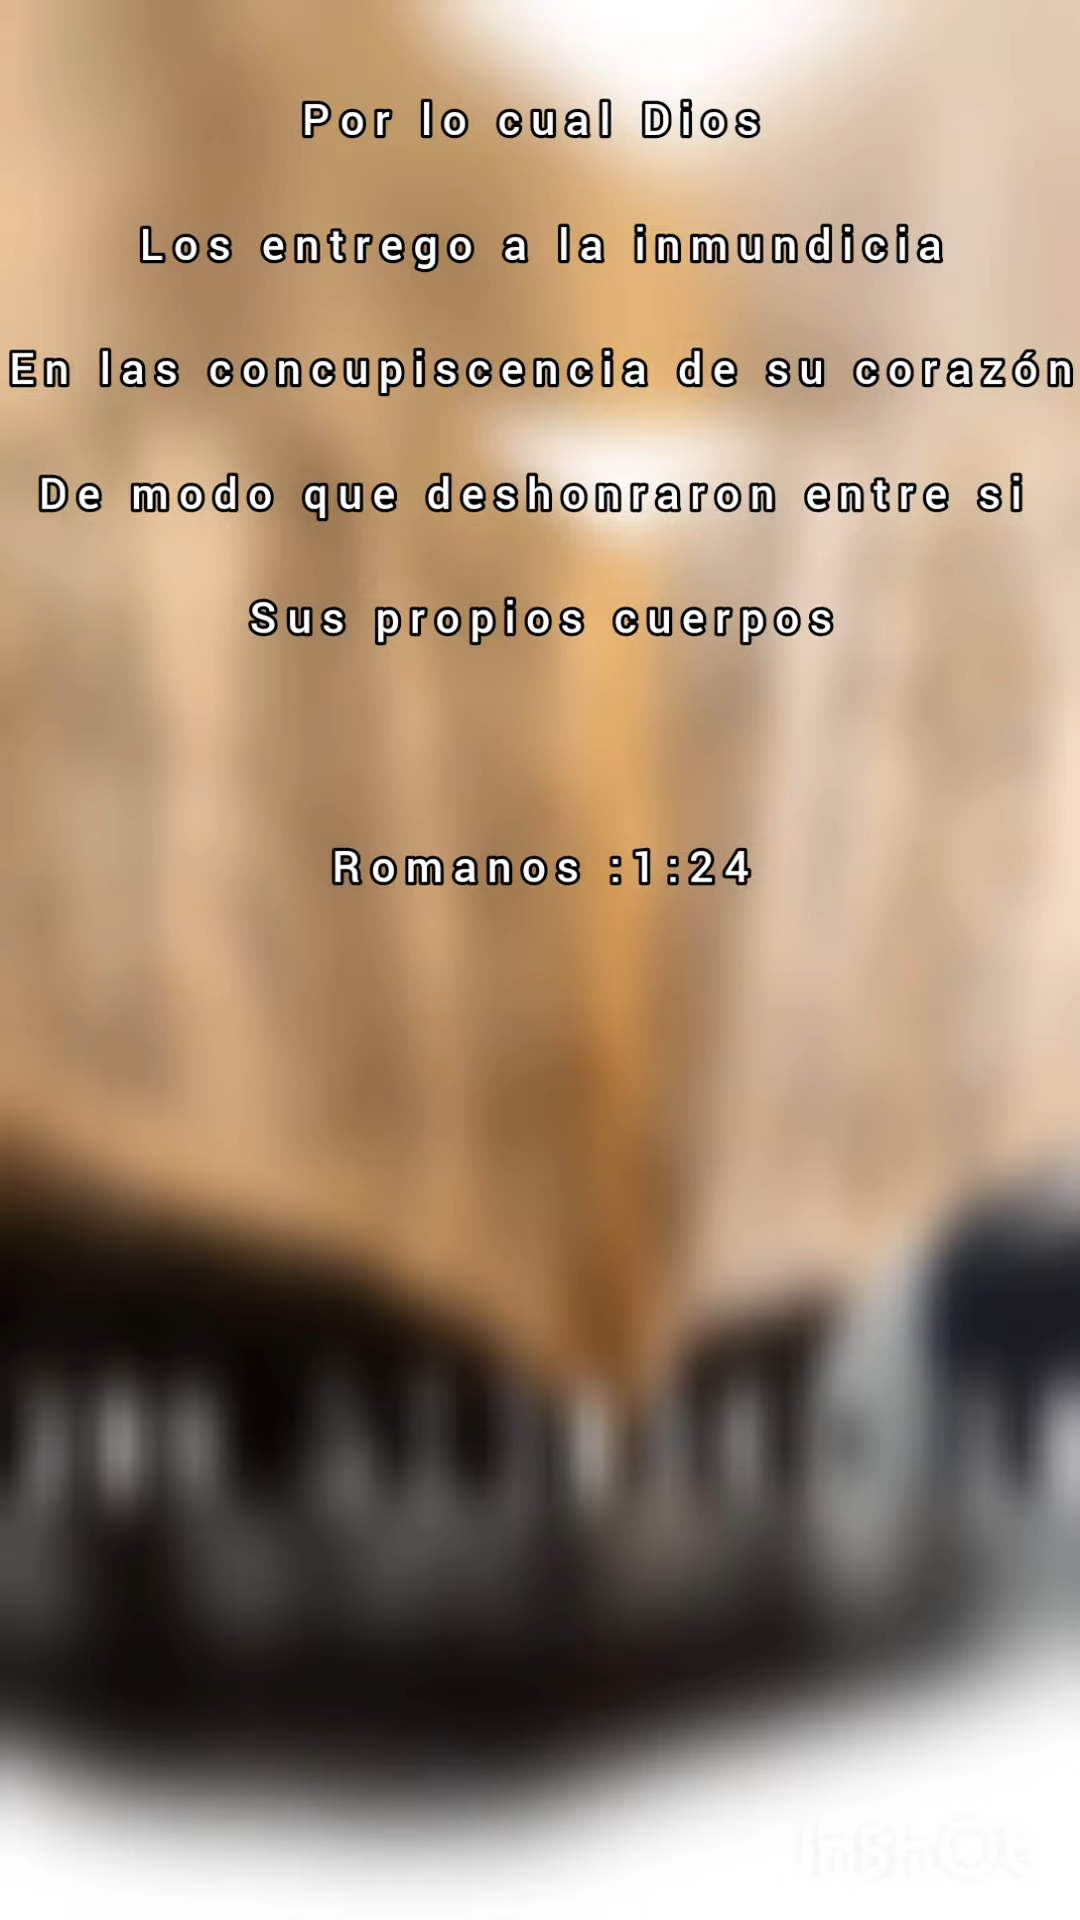 Por lo cual Dios
Los entrego a la inmundicia
En las concupiscencia de su corazón
De modo que deshonraron entre si
Sus propios cuerpos
Romanos :1:24
InShOt